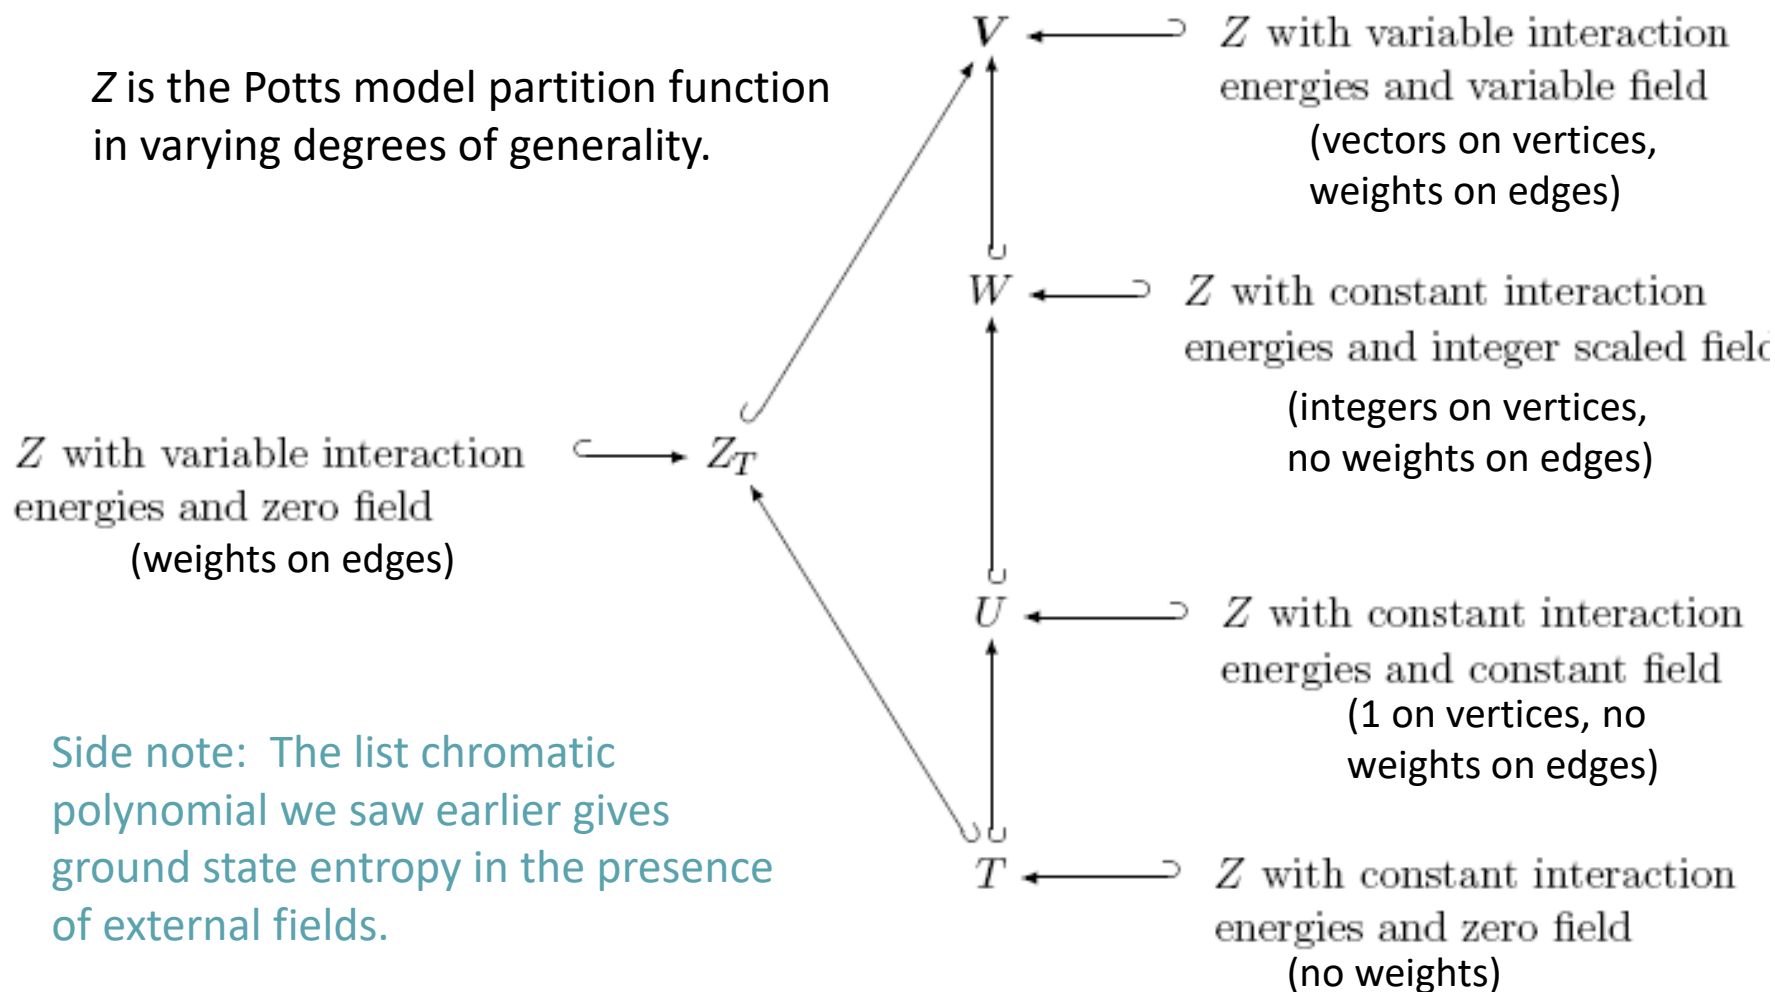 Z is the Potts model partition function
in varying degrees of generality.
V
Z with variable interaction
energies and variable field
(vectors on vertices,
weights on edges)
W
Z with constant interaction
energies and integer scaled field
(integers on vertices,
no weights on edges)
Z with variable interaction
energies and zero field
(weights on edges)
Z_T
U
Z with constant interaction
energies and constant field
(1 on vertices, no
weights on edges)
Side note: The list chromatic
polynomial we saw earlier gives
ground state entropy in the presence
of external fields.
T
Z with constant interaction
energies and zero field
(no weights)